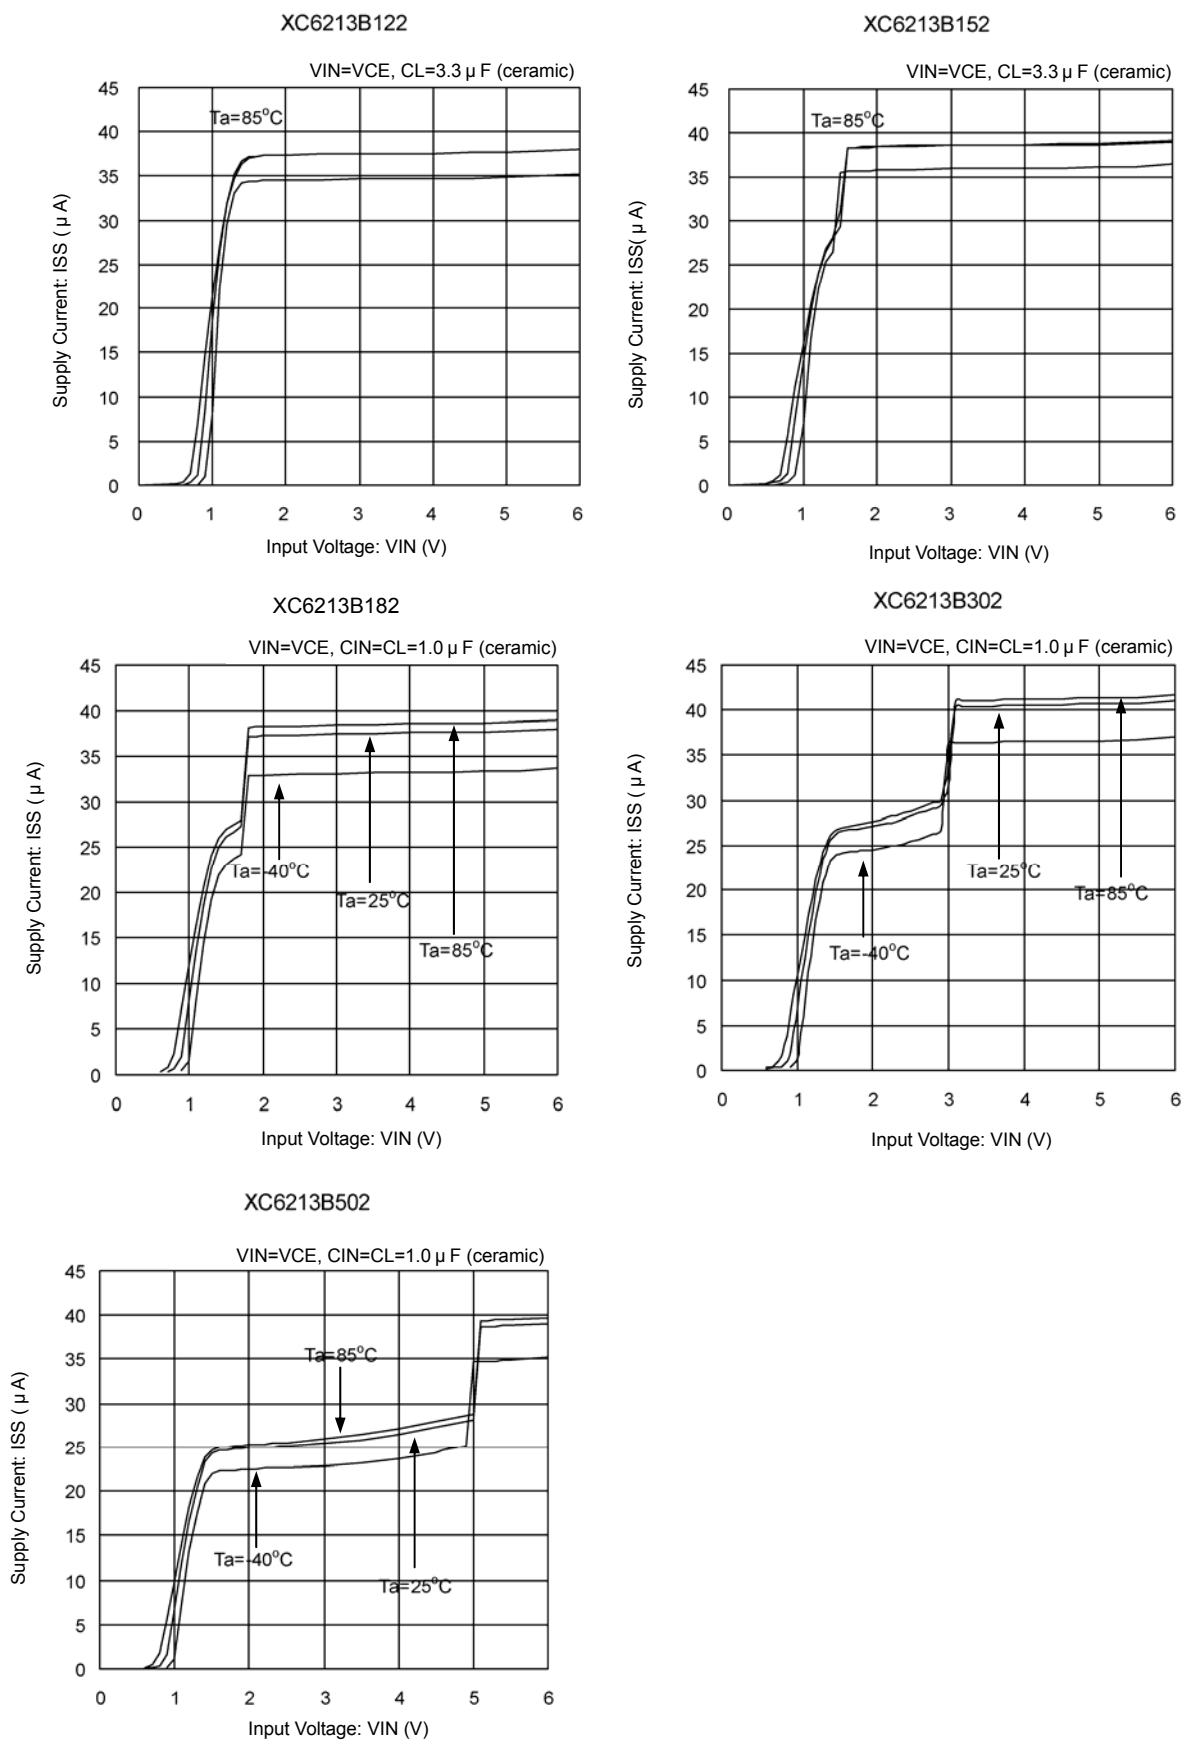 XC6213B122
VIN=VCE, CL=3.3 μ F (ceramic)
Ta=85°C
45
40
35
30
25
20
15
10
5
0
0 1 2 3 4 5 6
Supply Current: ISS ( μ A)
Input Voltage: VIN (V)
XC6213B152
VIN=VCE, CL=3.3 μ F (ceramic)
Ta=85°C
45
40
35
30
25
20
15
10
5
0
0 1 2 3 4 5 6
Supply Current: ISS( μ A)
Input Voltage: VIN (V)
XC6213B182
VIN=VCE, CIN=CL=1.0 μ F (ceramic)
45
40
35
30
25
20
15
10
5
0
0 1 2 3 4 5 6
Ta=-40°C
Ta=25°C
Ta=85°C
Supply Current: ISS ( μ A)
Input Voltage: VIN (V)
XC6213B302
VIN=VCE, CIN=CL=1.0 μ F (ceramic)
45
40
35
30
25
20
15
10
5
0
0 1 2 3 4 5 6
Ta=25°C
Ta=85°C
Ta=-40°C
Supply Current: ISS ( μ A)
Input Voltage: VIN (V)
XC6213B502
VIN=VCE, CIN=CL=1.0 μ F (ceramic)
45
40
35
30
25
20
15
10
5
0
0 1 2 3 4 5 6
Ta=85°C
Ta=-40°C
Ta=25°C
Supply Current: ISS ( μ A)
Input Voltage: VIN (V)